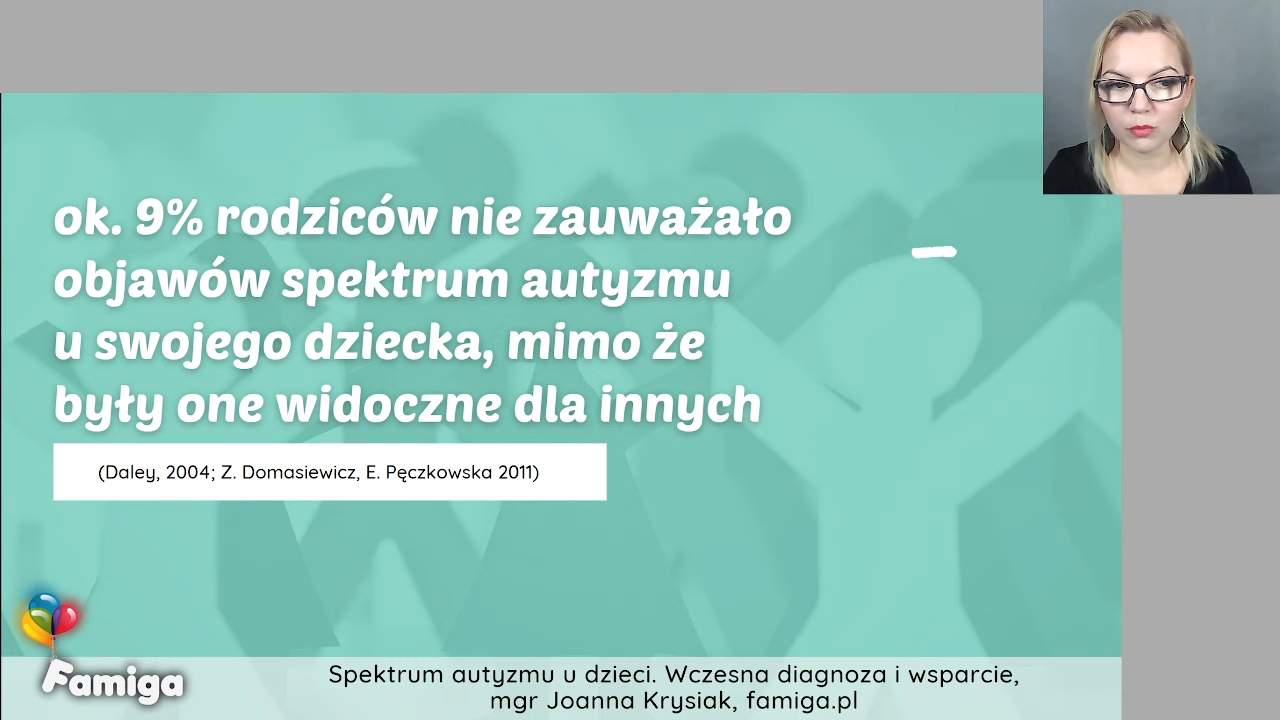 ok. 9% rodziców nie zauważało
objawów spektrum autyzmu
u swojego dziecka, mimo że
były one widoczne dla innych
(Daley, 2004; Z. Domasiewicz, E. Pęczkowska 2011)
Famiga
Spektrum autyzmu u dzieci. Wczesna diagnoza i wsparcie,
mgr Joanna Krysiak, famiga.pl